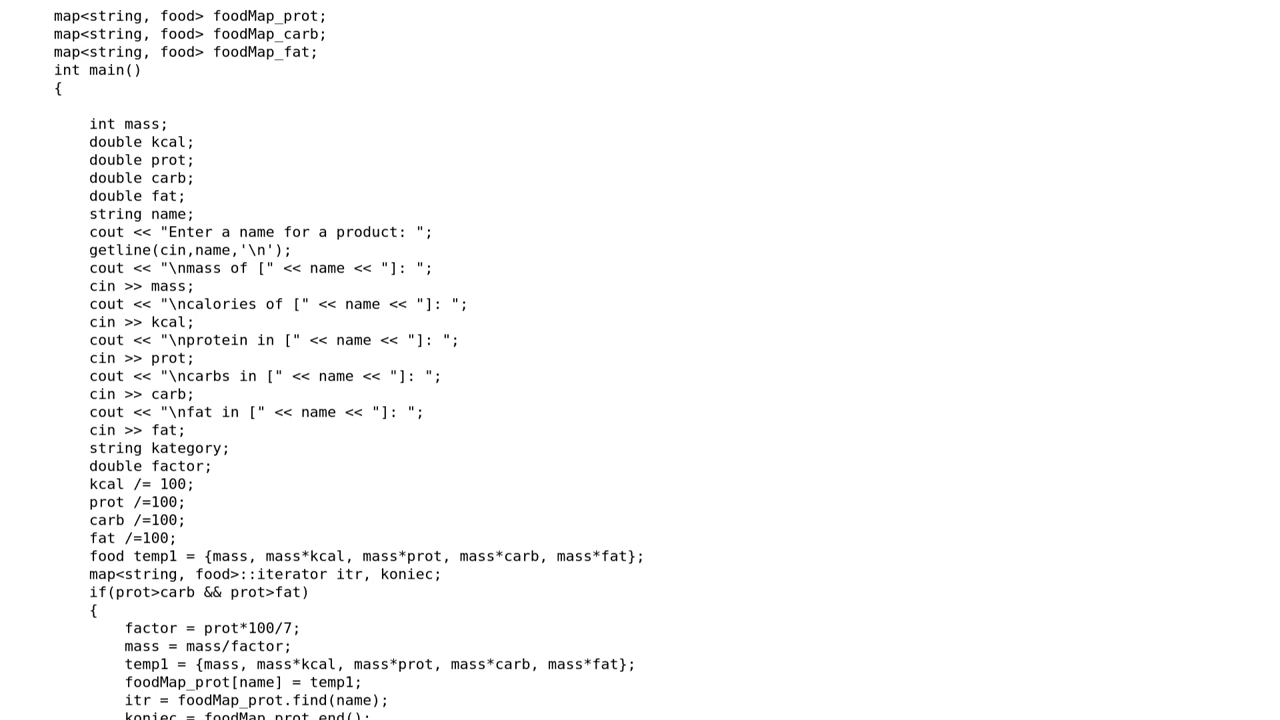 map<string, food> foodMap_prot;
map<string, food> foodMap_carb;
map<string, food> foodMap_fat;
int main()
{
int mass;
double kcal;
double prot;
double carb;
double fat;
string name;
cout << "Enter a name for a product: ";
getline(cin,name,'\n');
cout << "\nmass of [" << name << "]: ";
cin >> mass;
cout << "\ncalories of [" << name << "]: ";
cin >> kcal;
cout << "\nprotein in [" << name << "]: ";
cin >> prot;
cout << "\ncarbs in [" << name << "]: ";
cin >> carb;
cout << "\nfat in [" << name << "]: ";
cin >> fat;
string kategory;
double factor;
kcal /= 100;
prot /=100;
carb /=100;
fat /=100;
food temp1 = {mass, mass*kcal, mass*prot, mass*carb, mass*fat};
map<string, food>::iterator itr, koniec;
if(prot>carb && prot>fat)
{
factor = prot*100/7;
mass = mass/factor;
temp1 = {mass, mass*kcal, mass*prot, mass*carb, mass*fat};
foodMap_prot[name] = temp1;
itr = foodMap_prot.find(name);
koniec = foodMap_prot.end();